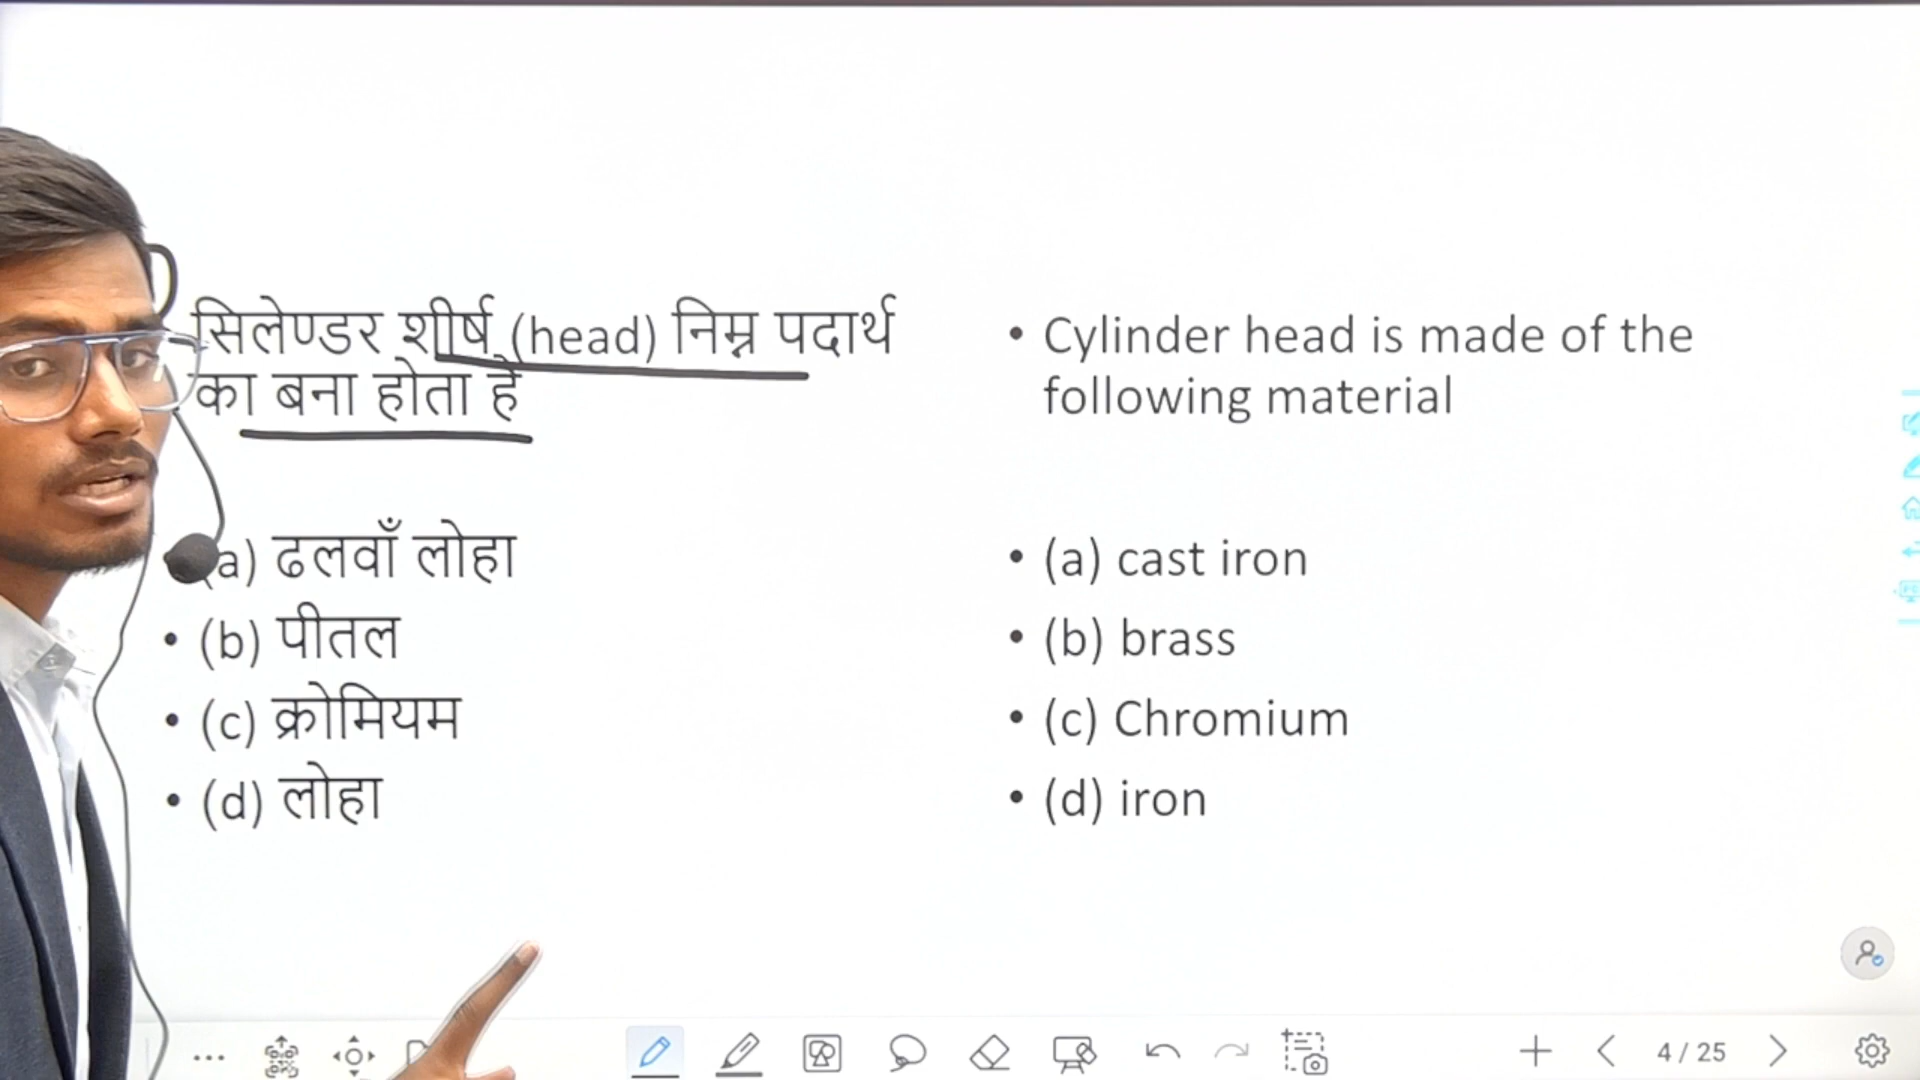 सिलेण्डर शीर्ष (head) निम्न पदार्थ
का बना होता है
a) ढलवाँ लोहा
• (b) पीतल
• (c) क्रोमियम
• (d) लोहा
• Cylinder head is made of the
following material
• (a) cast iron
• (b) brass
• (c) Chromium
• (d) iron
4 / 25